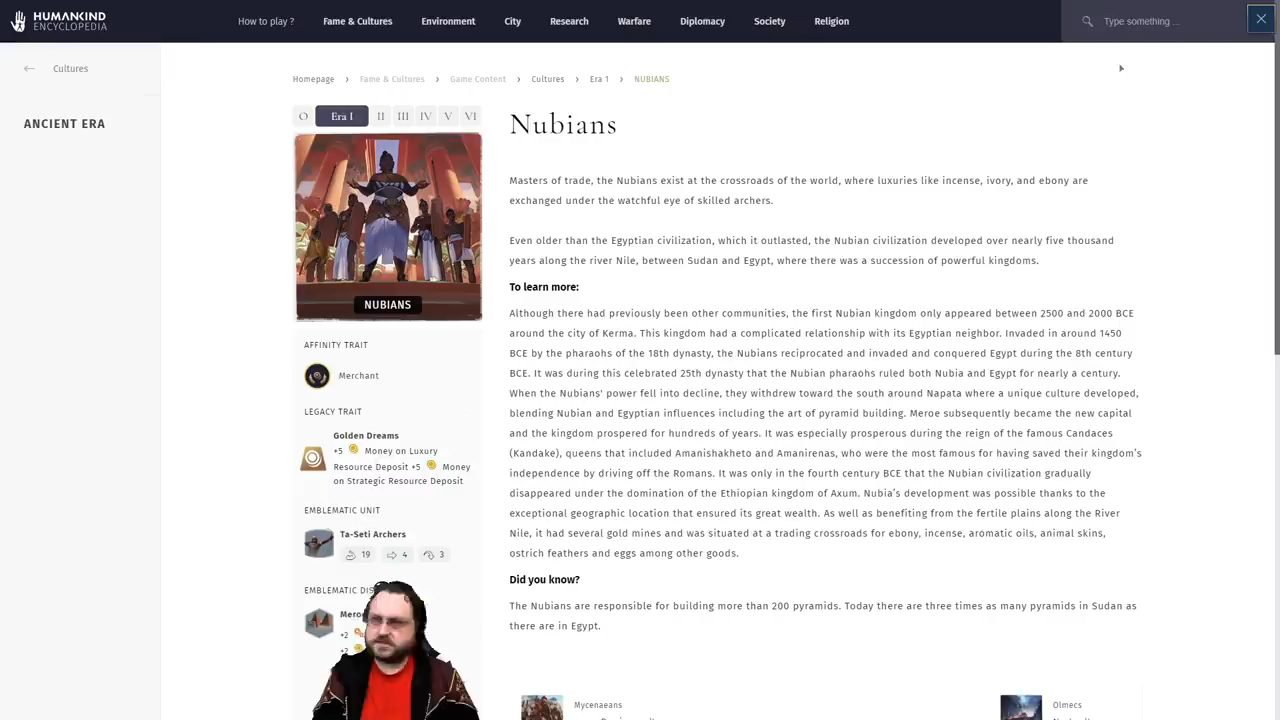 HUMANKIND
ENCYCLOPEDIA
How to play ?
Fame & Cultures
Environment
City
Research
Warfare
Diplomacy
Society
Religion
Type something ...
Cultures
ANCIENT ERA
Homepage › Fame & Cultures › Game Content › Cultures › Era 1 › NUBIANS
O Era I II III IV V VI
NUBIANS
AFFINITY TRAIT
Merchant
LEGACY TRAIT
Golden Dreams
+5 Money on Luxury
Resource Deposit +5 Money
on Strategic Resource Deposit
EMBLEMATIC UNIT
Ta-Seti Archers
19 4 3
EMBLEMATIC
+2
+2
Nubians
Masters of trade, the Nubians exist at the crossroads of the world, where luxuries like incense, ivory, and ebony are
exchanged under the watchful eye of skilled archers.
Even older than the Egyptian civilization, which it outlasted, the Nubian civilization developed over nearly five thousand
years along the river Nile, between Sudan and Egypt, where there was a succession of powerful kingdoms.
To learn more:
Although there had previously been other communities, the first Nubian kingdom only appeared between 2500 and 2000 BCE
around the city of Kerma. This kingdom had a complicated relationship with its Egyptian neighbor. Invaded in around 1450
BCE by the pharaohs of the 18th dynasty, the Nubians reciprocated and invaded and conquered Egypt during the 8th century
BCE. It was during this celebrated 25th dynasty that the Nubian pharaohs ruled both Nubia and Egypt for nearly a century.
When the Nubians' power fell into decline, they withdrew toward the south around Napata where a unique culture developed,
blending Nubian and Egyptian influences including the art of pyramid building. Meroe subsequently became the new capital
and the kingdom prospered for hundreds of years. It was especially prosperous during the reign of the famous Candaces
(Kandake), queens that included Amanishakheto and Amanirenas, who were the most famous for having saved their kingdom's
independence by driving off the Romans. It was only in the fourth century BCE that the Nubian civilization gradually
disappeared under the domination of the Ethiopian kingdom of Axum. Nubia's development was possible thanks to the
exceptional geographic location that ensured its great wealth. As well as benefiting from the fertile plains along the River
Nile, it had several gold mines and was situated at a trading crossroads for ebony, incense, aromatic oils, animal skins,
ostrich feathers and eggs among other goods.
Did you know?
The Nubians are responsible for building more than 200 pyramids. Today there are three times as many pyramids in Sudan as
there are in Egypt.
Mycenaeans
Olmecs